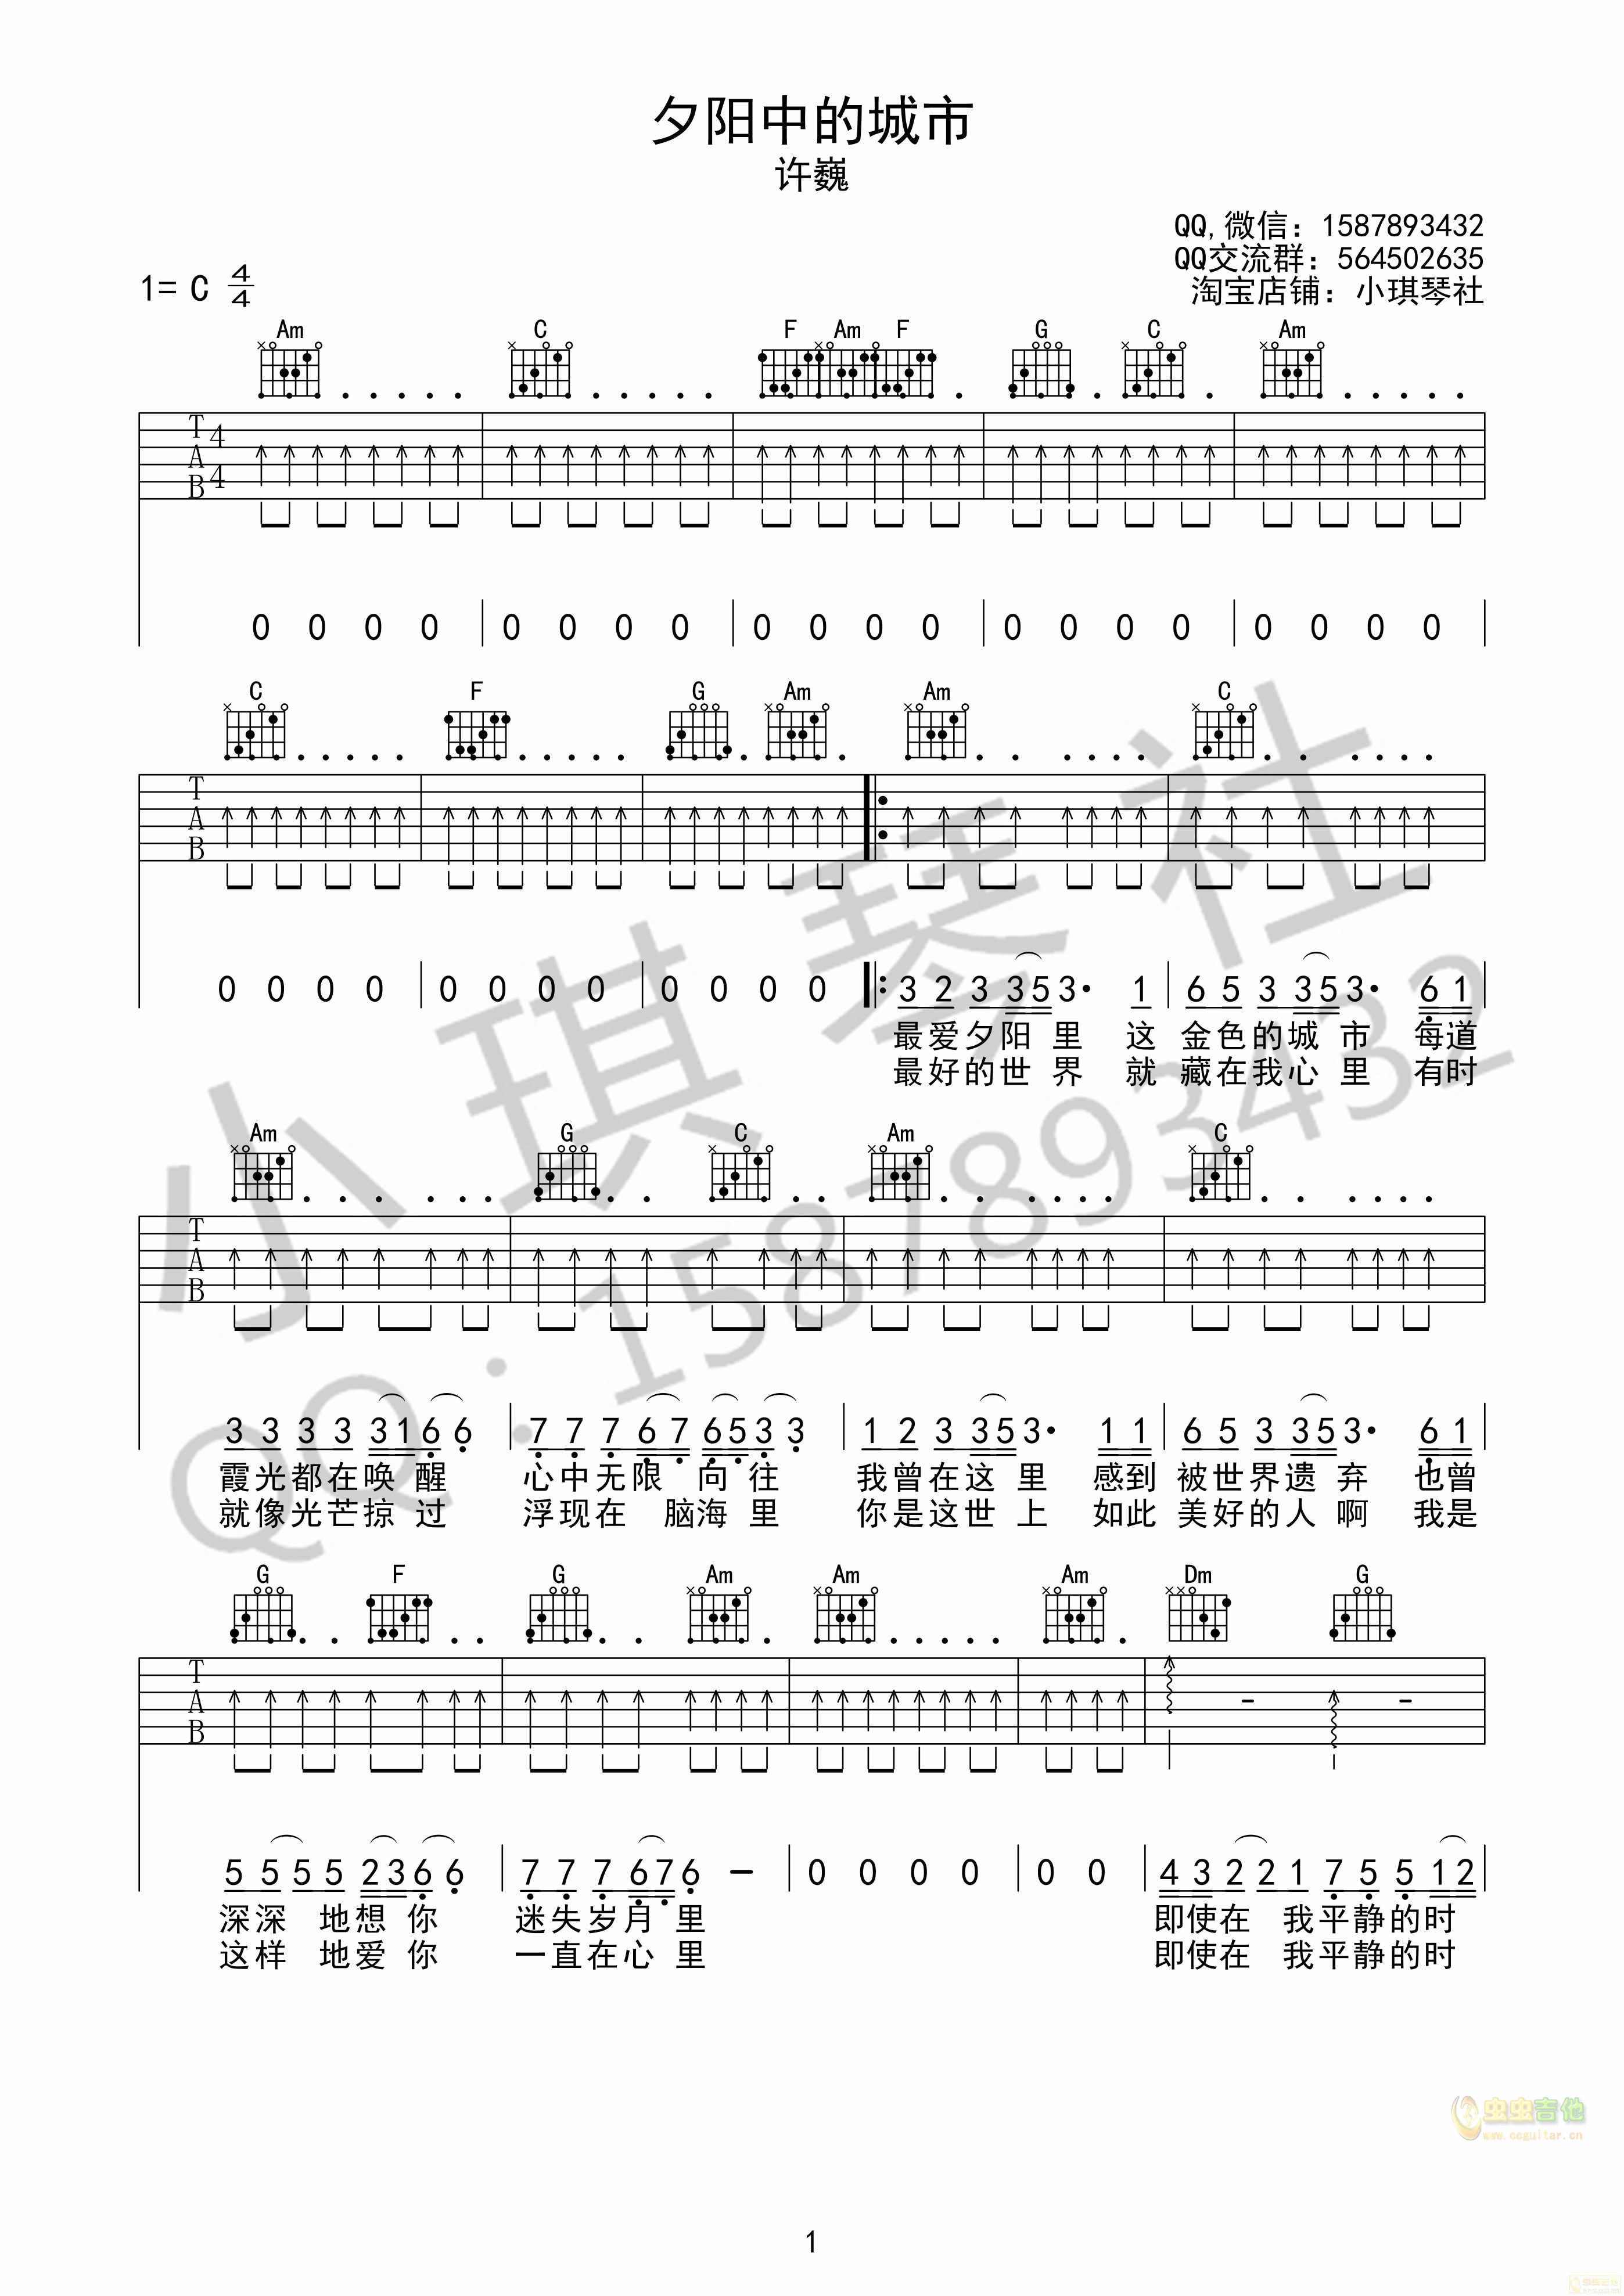 夕阳中的城市
许巍
QQ,微信：1587893432
QQ交流群：564502635
淘宝店铺：小琪琴社
1= C 4/4
Am C F Am F G C Am
T A B 4 4
0 0 0 0 0 0 0 0 0 0 0 0 0 0 0 0 0 0 0 0
C F G Am Am C
T A B
0 0 0 0 0 0 0 0 0 0 0 0 3 2 3 3 5 3· 1 6 5 3 3 5 3· 6 1
最爱夕阳里 这 金色的城市 每道
最好的世界 就 藏在我心里 有时
Am G C Am C
T A B
3 3 3 3 3 1 6 6 7 7 7 6 7 6 5 3 3 1 2 3 3 5 3· 1 1 6 5 3 3 5 3· 6 1
霞光都在唤醒 心中无限 向往 我曾在这里 感到 被世界遗弃 也曾
就像光芒掠过 浮现在 脑海里 你是这世上 如此 美好的人啊 我是
G F G Am Am Am Dm G
T A B
5 5 5 5 2 3 6 6 7 7 7 6 7 6 – 0 0 0 0 0 0 4 3 2 2 1 7 5 5 1 2
深深 地想你 迷失岁月里 即使在 我平静的时
这样 地爱你 一直在心里 即使在 我平静的时
小琪琴社
QQ：1587893432
虫虫吉他
www.ccguitar.cn
1